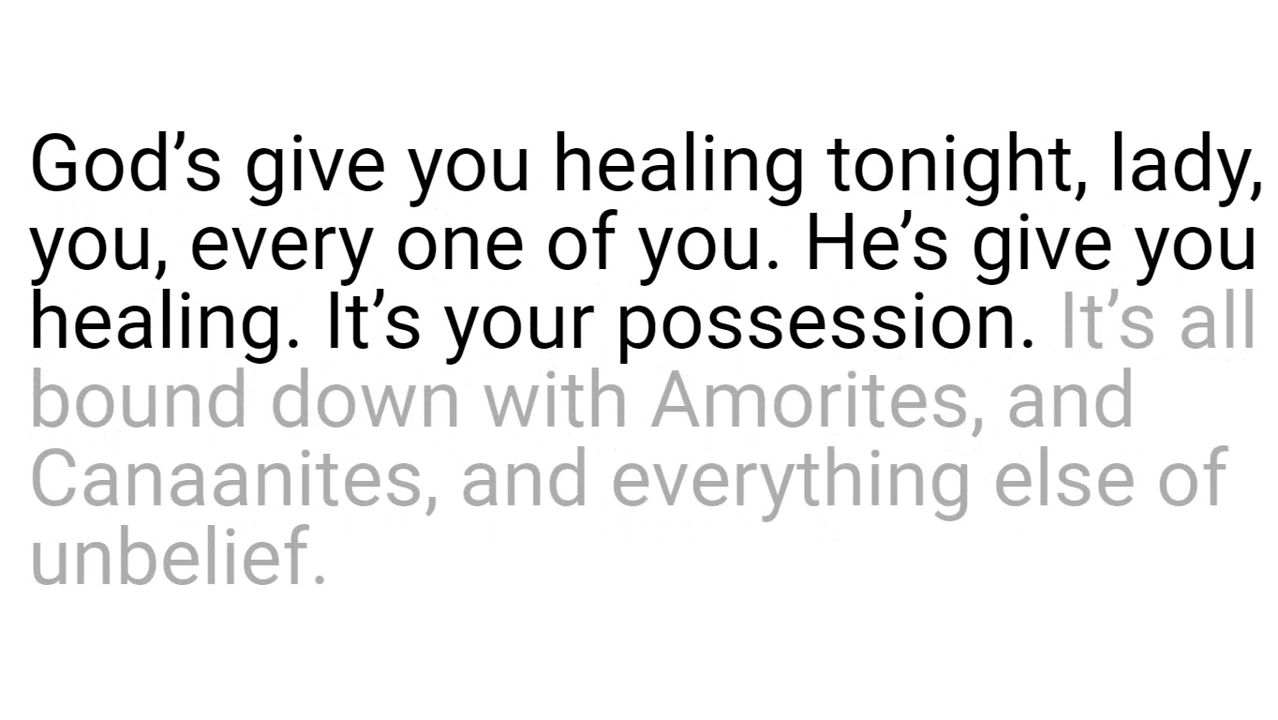 God’s give you healing tonight, lady,
you, every one of you. He’s give you
healing. It’s your possession. It’s all
bound down with Amorites, and
Canaanites, and everything else of
unbelief.